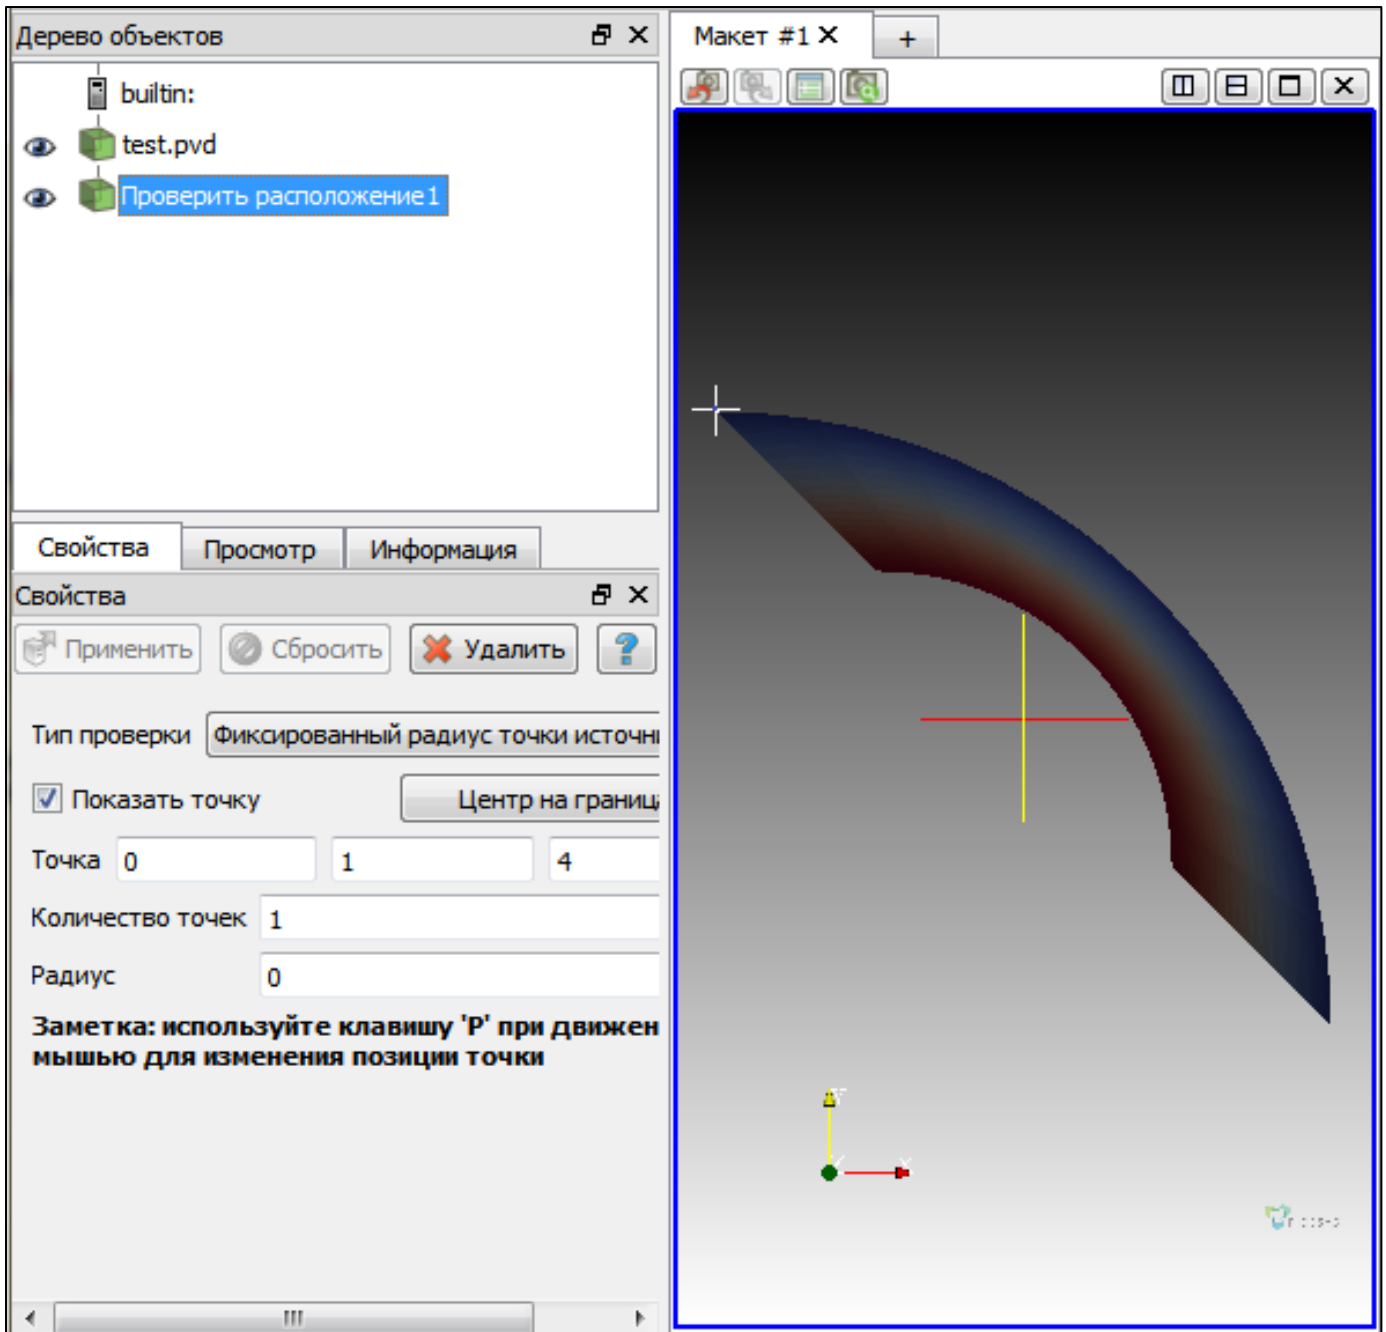 Дерево объектов
builtin:
test.pvd
Проверить расположение1
Свойства Просмотр Информация
Свойства
Применить Сбросить Удалить ?
Тип проверки Фиксированный радиус точки источн
Показать точку Центр на границ
Точка 0 1 4
Количество точек 1
Радиус 0
Заметка: используйте клавишу 'P' при движен
мышью для изменения позиции точки
Макет #1 +